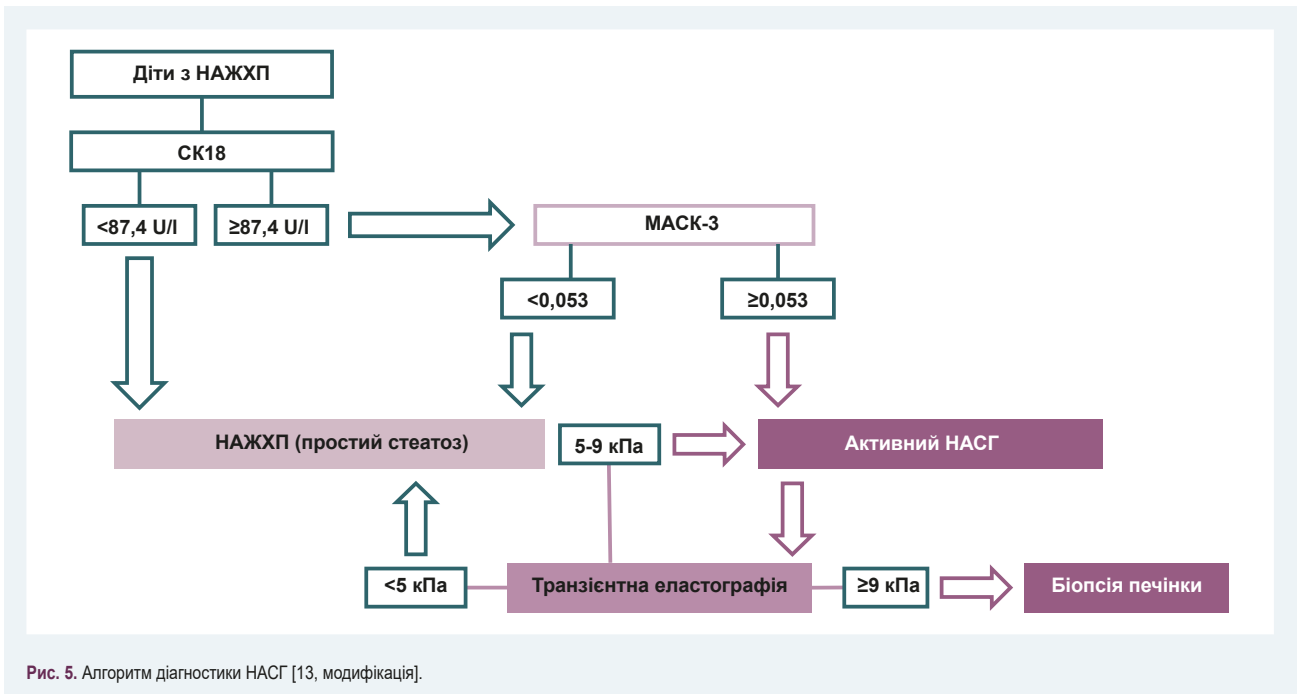 Діти з НАЖХП
СК18
<87,4 U/l
≥87,4 U/l
МАСК-3
<0,053
≥0,053
НАЖХП (простий стеатоз)
5-9 кПа
Активний НАСГ
<5 кПа
Транзієнтна еластографія
≥9 кПа
Біопсія печінки
Рис. 5. Алгоритм діагностики НАСГ [13, модифікація].